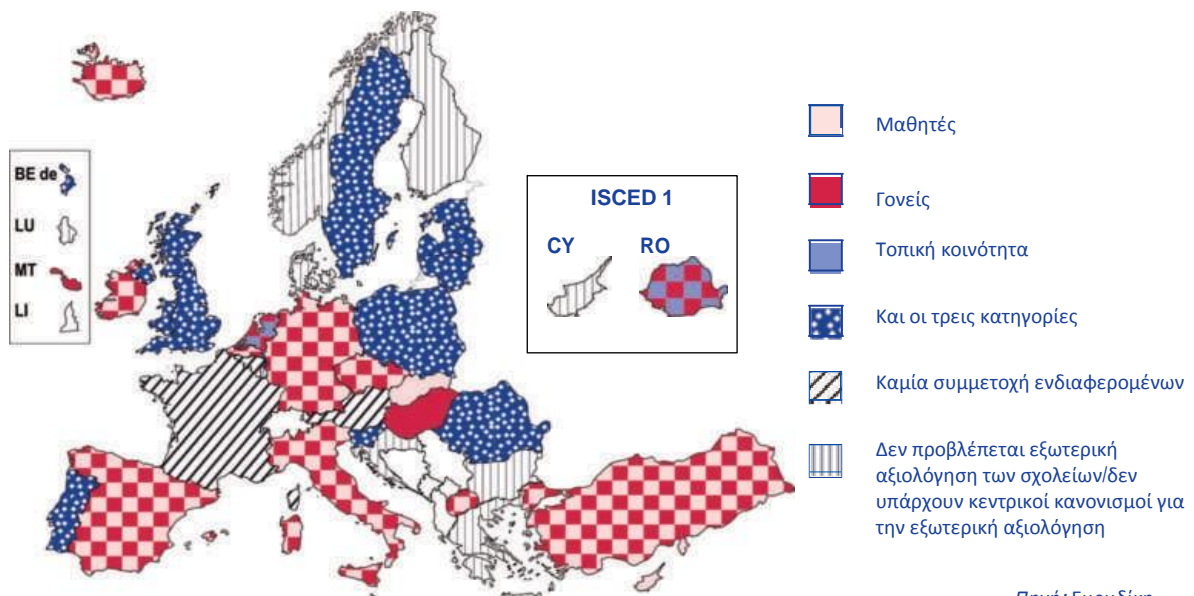 BE de
LU
MT
LI
ISCED 1
CY RO
Μαθητές
Γονείς
Τοπική κοινότητα
Και οι τρεις κατηγορίες
Καμία συμμετοχή ενδιαφερομένων
Δεν προβλέπεται εξωτερική
αξιολόγηση των σχολείων/δεν
υπάρχουν κεντρικοί κανονισμοί για
την εξωτερική αξιολόγηση